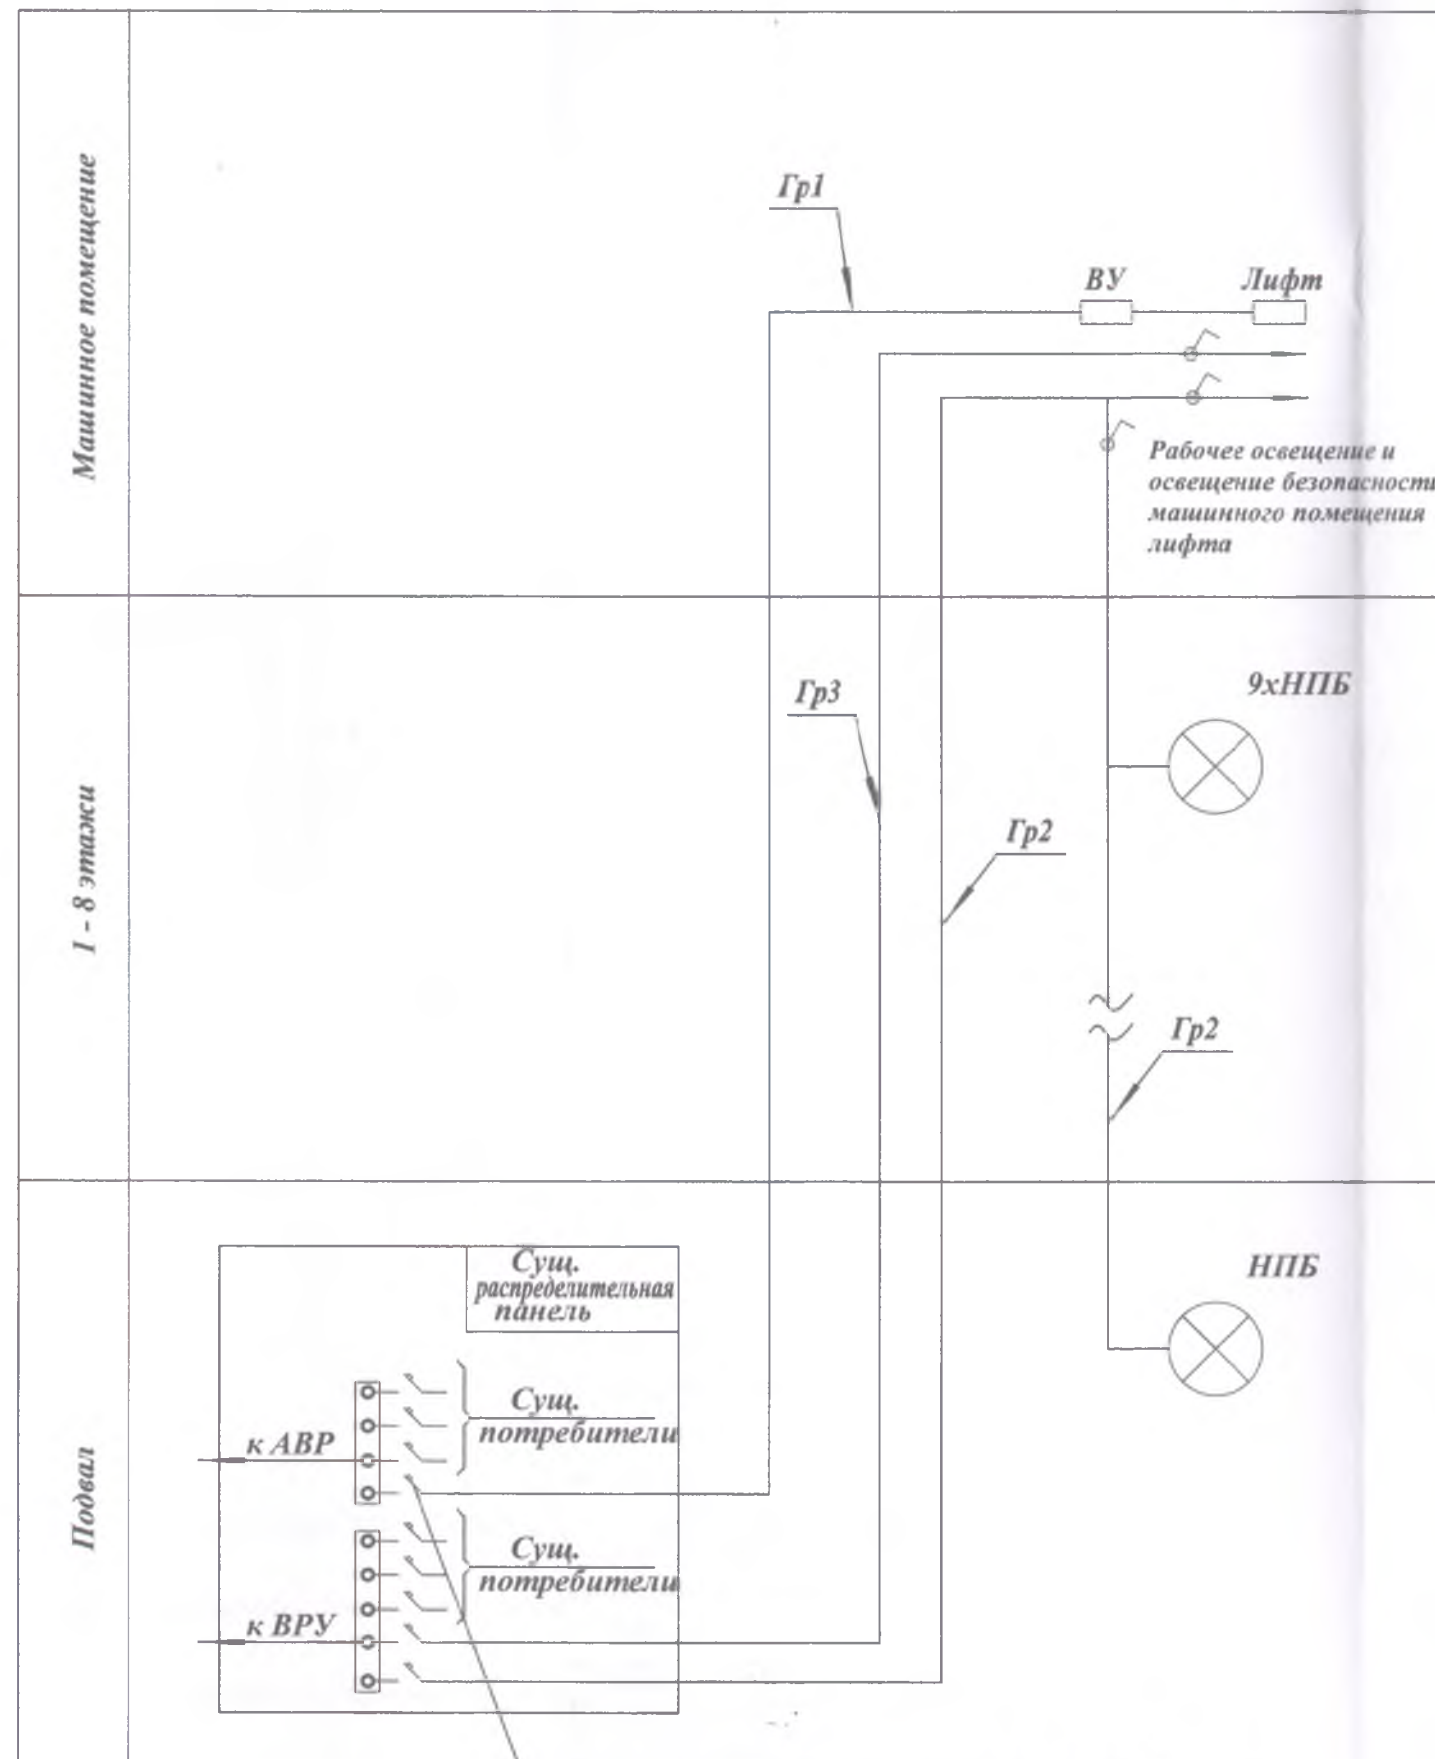 Машинное помещение
Гр1
ВУ
Лифт
Рабочее освещение и
освещение безопасности
машинного помещения
лифта
1 - 8 этажи
Гр3
9хНПБ
Гр2
Гр2
Подвал
Сущ.
распределительная
панель
НПБ
Сущ.
потребители
к АВР
Сущ.
потребители
к ВРУ